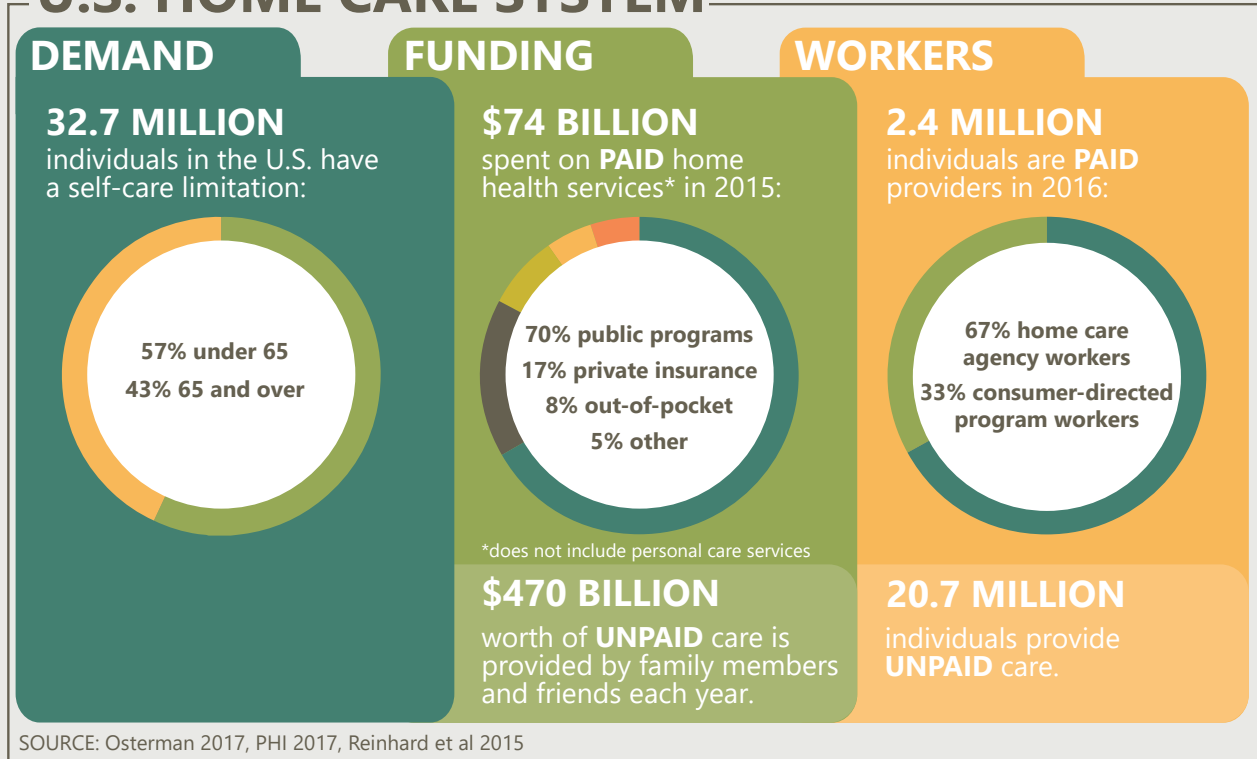 U.S. HOME CARE SYSTEM
DEMAND
32.7 MILLION
individuals in the U.S. have
a self-care limitation:
57% under 65
43% 65 and over
FUNDING
$74 BILLION
spent on PAID home
health services* in 2015:
70% public programs
17% private insurance
8% out-of-pocket
5% other
*does not include personal care services
$470 BILLION
worth of UNPAID care is
provided by family members
and friends each year.
WORKERS
2.4 MILLION
individuals are PAID
providers in 2016:
67% home care
agency workers
33% consumer-directed
program workers
20.7 MILLION
individuals provide
UNPAID care.
SOURCE: Osterman 2017, PHI 2017, Reinhard et al 2015